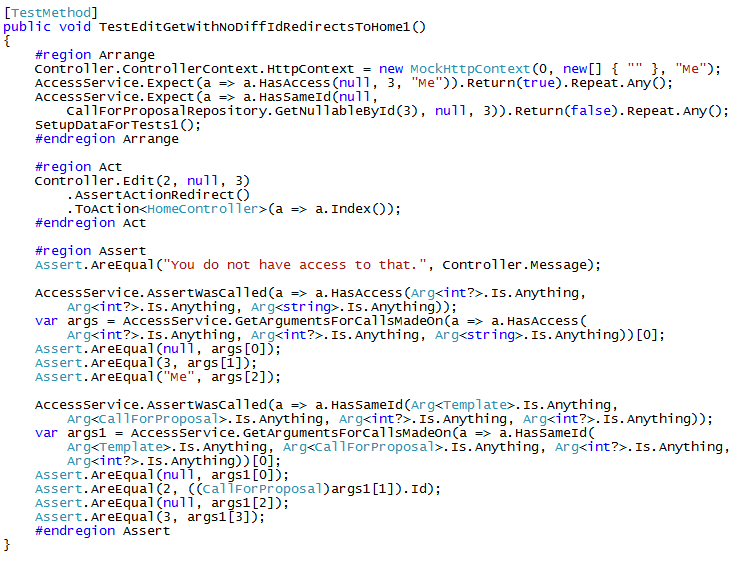 [TestMethod]
public void TestEditGetWithNoDiffIdRedirectsToHome1()
{
    #region Arrange
    Controller.ControllerContext.HttpContext = new MockHttpContext(0, new[] { "" }, "Me");
    AccessService.Expect(a => a.HasAccess(null, 3, "Me")).Return(true).Repeat.Any();
    AccessService.Expect(a => a.HasSameId(null,
        CallForProposalRepository.GetNullableById(3), null, 3)).Return(false).Repeat.Any();
    SetupDataForTests1();
    #endregion Arrange

    #region Act
    Controller.Edit(2, null, 3)
        .AssertActionRedirect()
        .ToAction<HomeController>(a => a.Index());
    #endregion Act

    #region Assert
    Assert.AreEqual("You do not have access to that.", Controller.Message);

    AccessService.AssertWasCalled(a => a.HasAccess(Arg<int?>.Is.Anything,
        Arg<int?>.Is.Anything, Arg<string>.Is.Anything));
    var args = AccessService.GetArgumentsForCallsMadeOn(a => a.HasAccess(
        Arg<int?>.Is.Anything, Arg<int?>.Is.Anything, Arg<string>.Is.Anything))[0];
    Assert.AreEqual(null, args[0]);
    Assert.AreEqual(3, args[1]);
    Assert.AreEqual("Me", args[2]);

    AccessService.AssertWasCalled(a => a.HasSameId(Arg<Template>.Is.Anything,
        Arg<CallForProposal>.Is.Anything, Arg<int?>.Is.Anything, Arg<int?>.Is.Anything));
    var args1 = AccessService.GetArgumentsForCallsMadeOn(a => a.HasSameId(
        Arg<Template>.Is.Anything, Arg<CallForProposal>.Is.Anything, Arg<int?>.Is.Anything,
        Arg<int?>.Is.Anything))[0];
    Assert.AreEqual(null, args1[0]);
    Assert.AreEqual(2, ((CallForProposal)args1[1]).Id);
    Assert.AreEqual(null, args1[2]);
    Assert.AreEqual(3, args1[3]);
    #endregion Assert
}